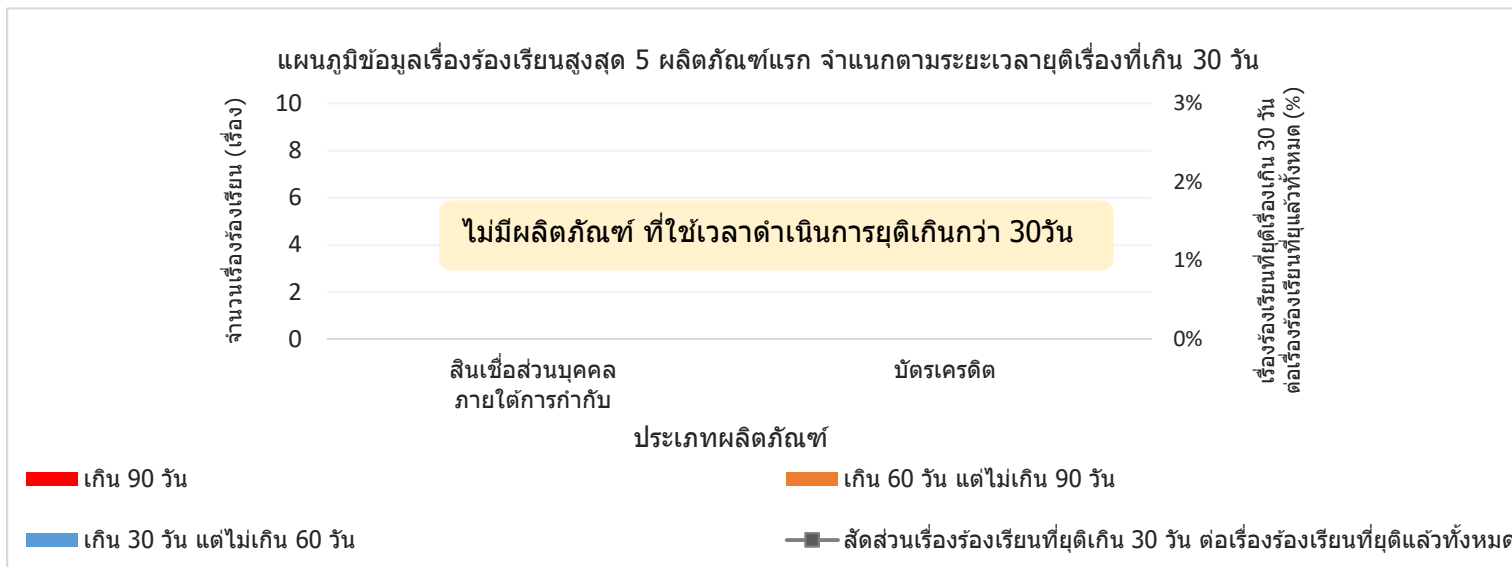 แผนภูมิข้อมูลเรื่องร้องเรียนสูงสุด 5 ผลิตภัณฑ์แรก จำแนกตามระยะเวลายุติเรื่องที่เกิน 30 วัน
จำนวนเรื่องร้องเรียน (เรื่อง)
10
8
6
4
2
0
ไม่มีผลิตภัณฑ์ ที่ใช้เวลาดำเนินการยุติเกินกว่า 30วัน
3%
2%
1%
0%
เรื่องร้องเรียนที่ยุติเรื่องเกิน 30 วัน
ต่อเรื่องร้องเรียนที่ยุติแล้วทั้งหมด (%)
สินเชื่อส่วนบุคคล
ภายใต้การกำกับ
บัตรเครดิต
ประเภทผลิตภัณฑ์
เกิน 90 วัน
เกิน 60 วัน แต่ไม่เกิน 90 วัน
เกิน 30 วัน แต่ไม่เกิน 60 วัน
สัดส่วนเรื่องร้องเรียนที่ยุติเกิน 30 วัน ต่อเรื่องร้องเรียนที่ยุติแล้วทั้งหมด